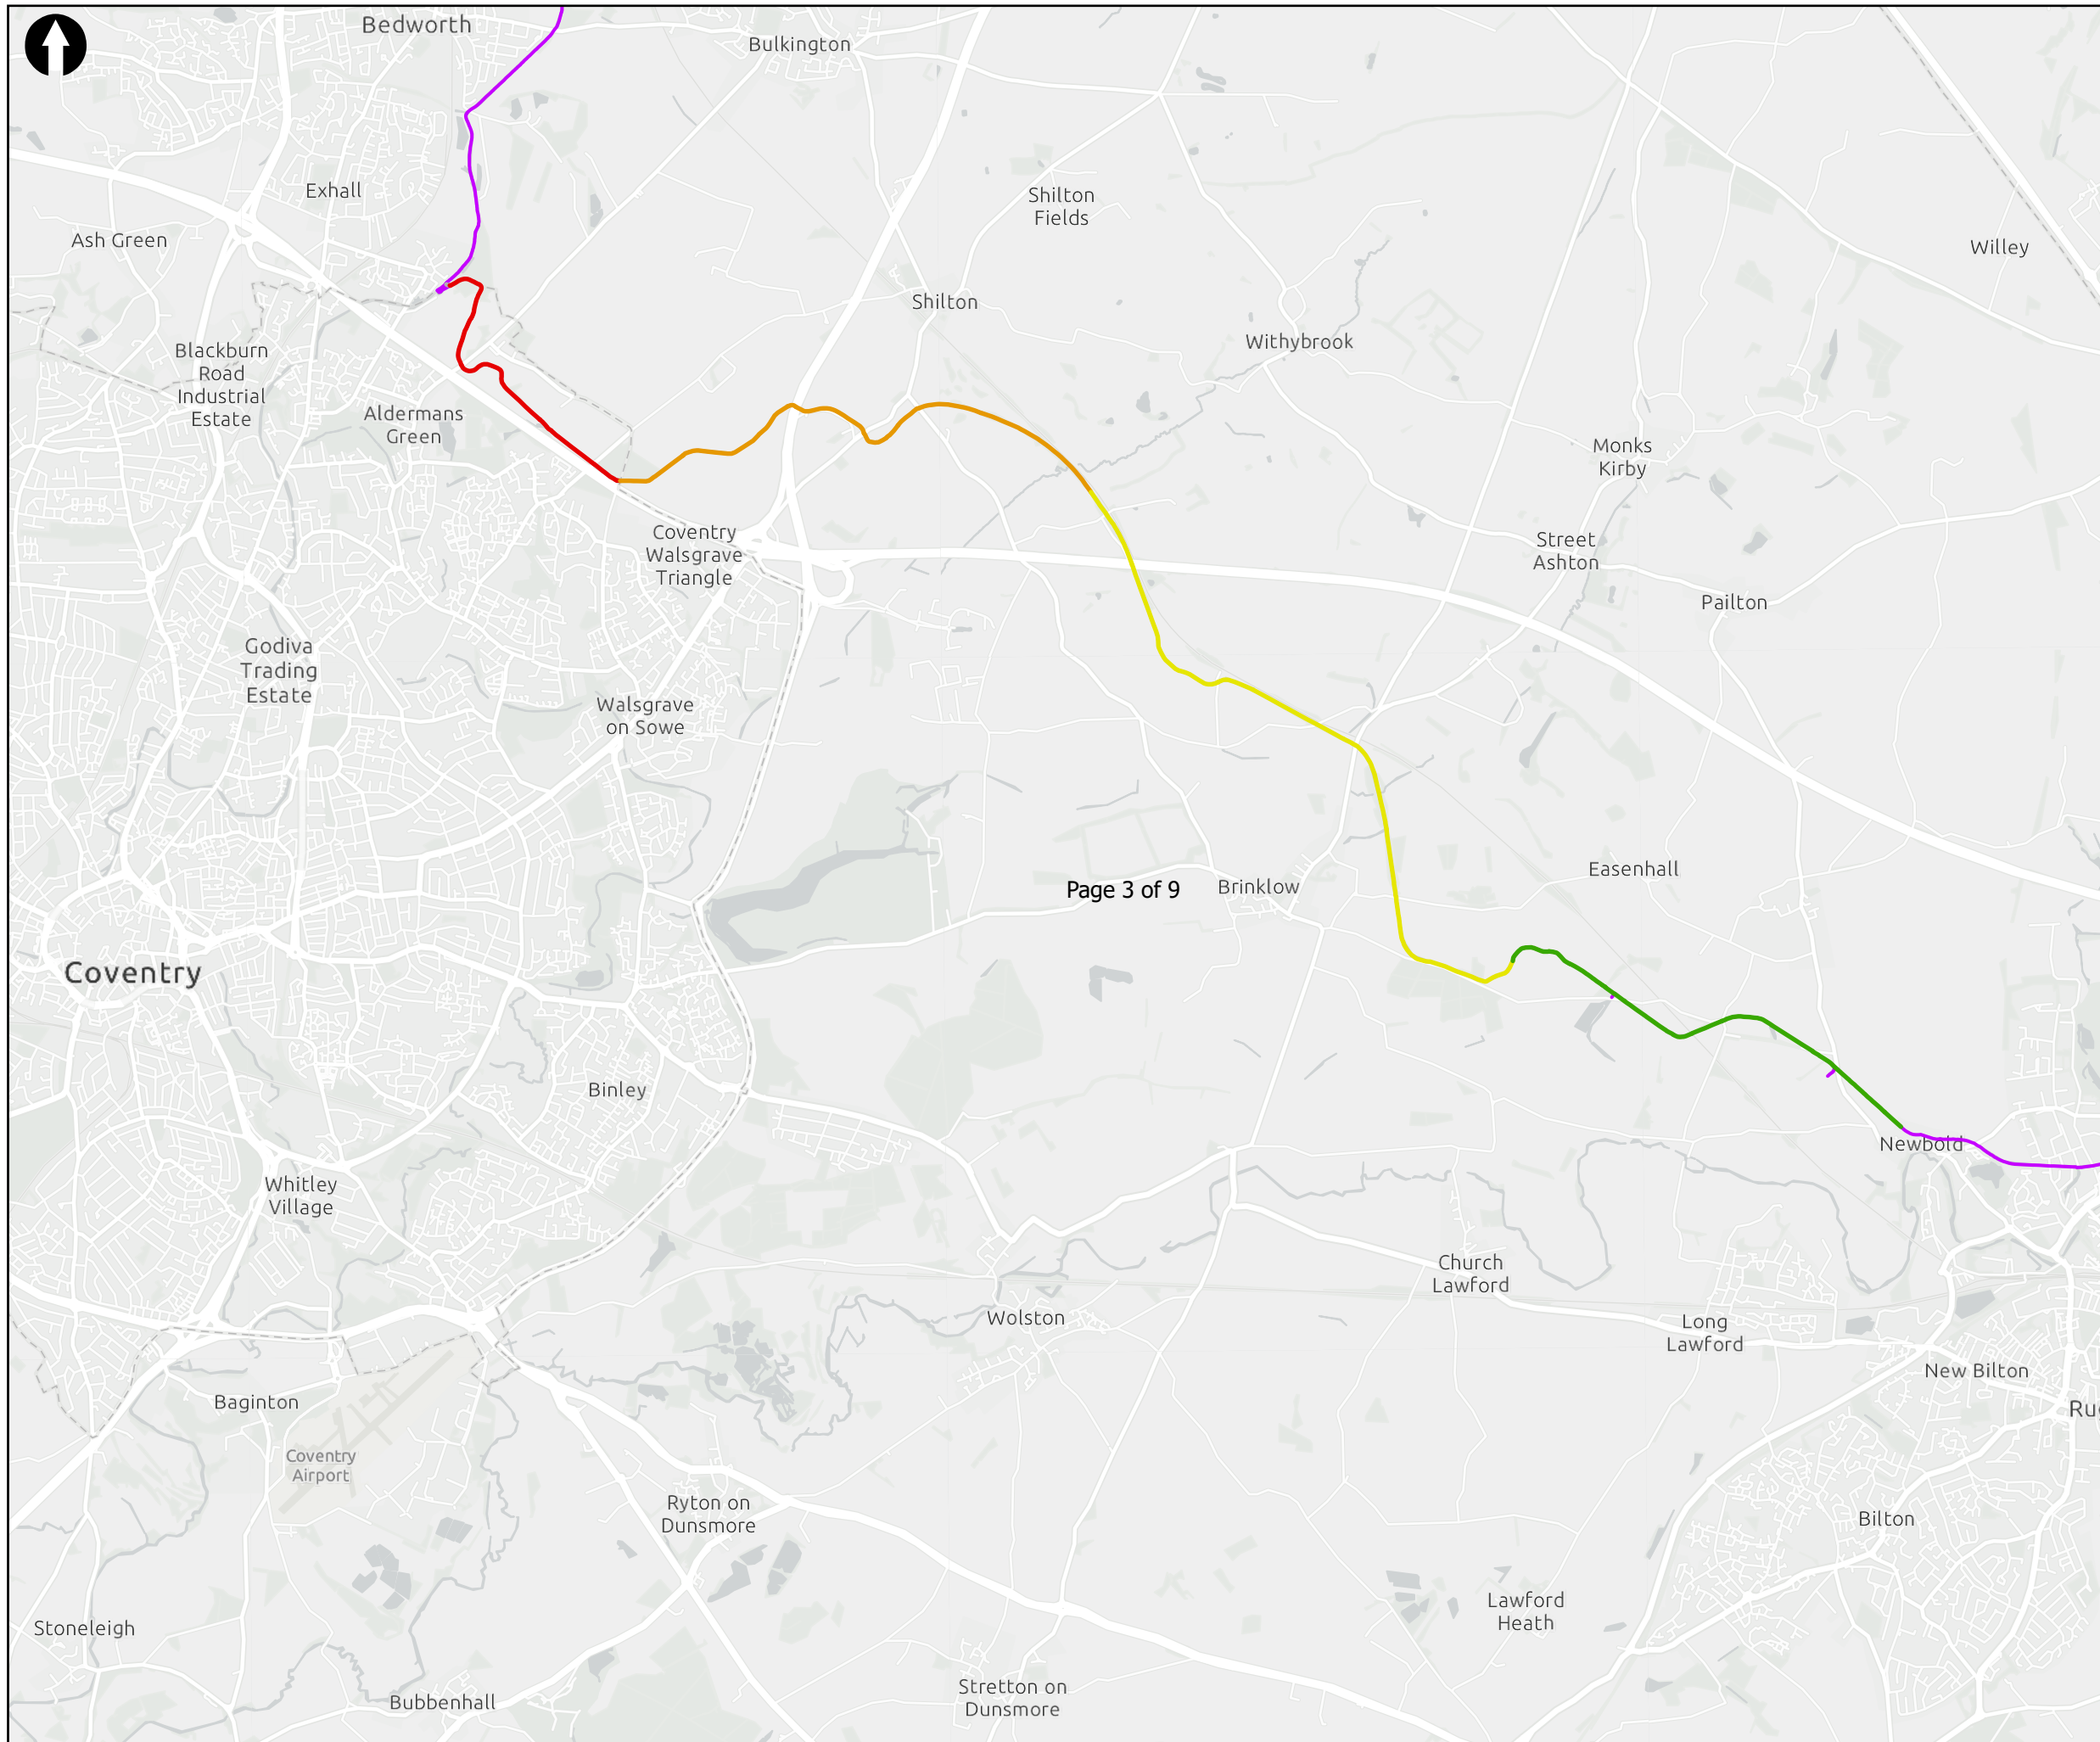 Bedworth
Bulkington
Exhall
Shilton
Fields
Ash Green
Willey
Shilton
Withybrook
Blackburn
Road
Industrial
Estate
Aldermans
Green
Monks
Kirby
Coventry
Walsgrave
Triangle
Street
Ashton
Pailton
Godiva
Trading
Estate
Walsgrave
on Sowe
Easenhall
Page 3 of 9
Brinklow
Coventry
Binley
Newbold
Whitley
Village
Church
Lawford
Wolston
Long
Lawford
New Bilton
Baginton
Ru
Coventry
Airport
Ryton on
Dunsmore
Bilton
Lawford
Heath
Stoneleigh
Stretton on
Dunsmore
Bubbenhall